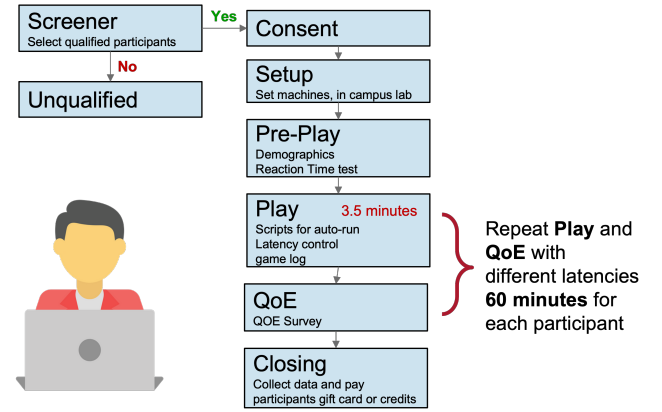 Screener
Select qualified participants
Yes
No
Unqualified
Consent
Setup
Set machines, in campus lab
Pre-Play
Demographics
Reaction Time test
Play
3.5 minutes
Scripts for auto-run
Latency control
game log
QoE
QOE Survey
Closing
Collect data and pay
participants gift card or credits
Repeat Play and
QoE with
different latencies
60 minutes for
each participant